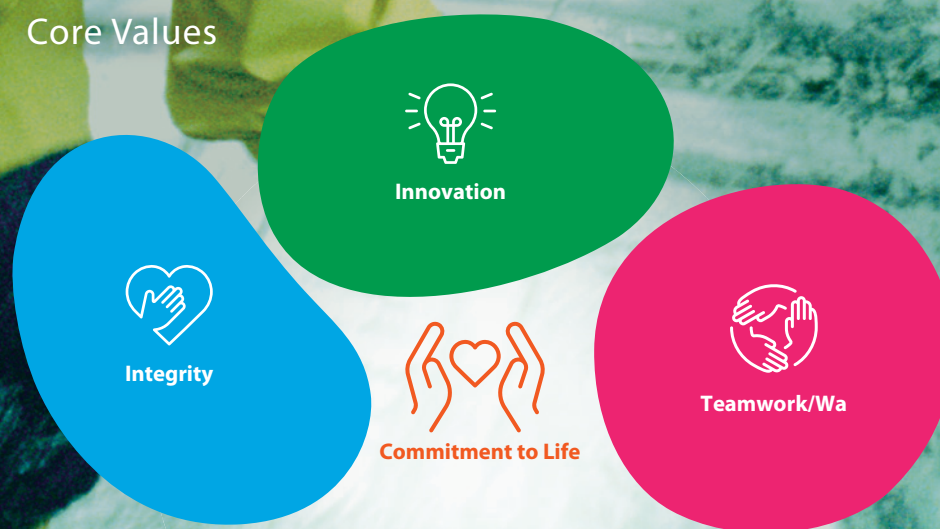 Core Values
Innovation
Integrity
Teamwork/Wa
Commitment to Life